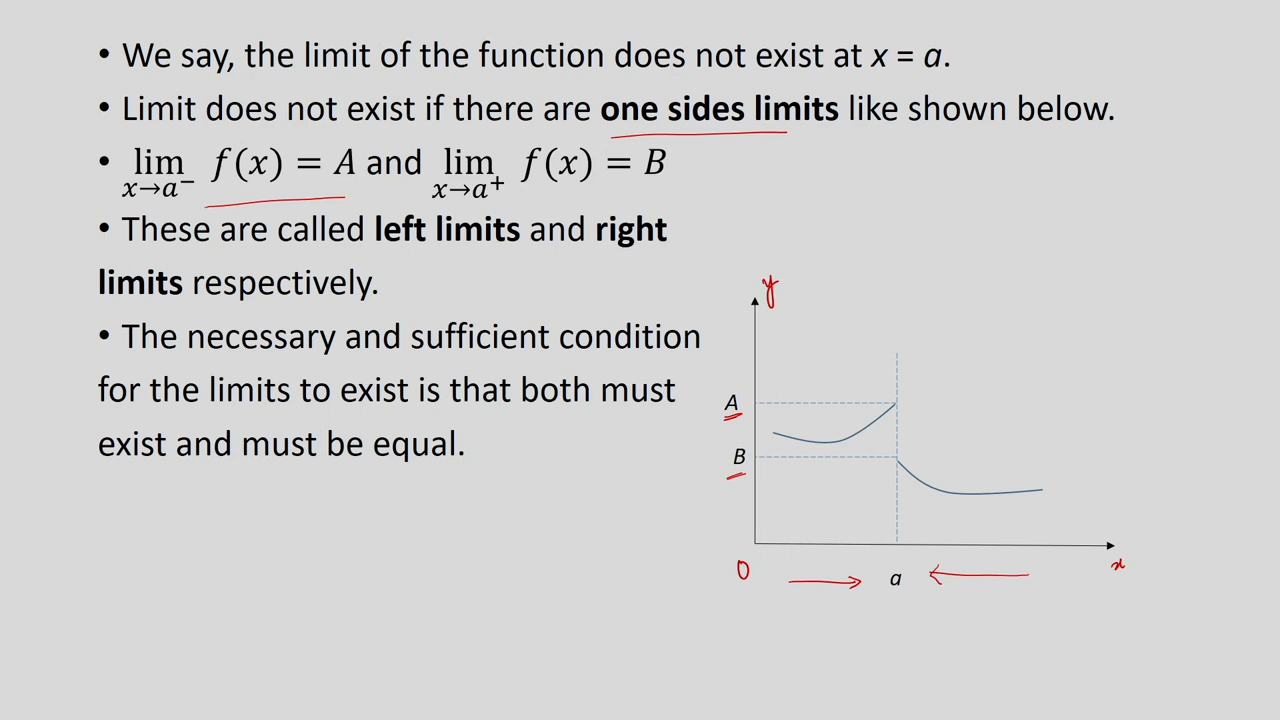 • We say, the limit of the function does not exist at x = a.
• Limit does not exist if there are one sides limits like shown below.
• lim x→a⁻ f(x) = A and lim x→a⁺ f(x) = B
• These are called left limits and right
limits respectively.
• The necessary and sufficient condition
for the limits to exist is that both must
exist and must be equal.
y
A
B
0
a
x